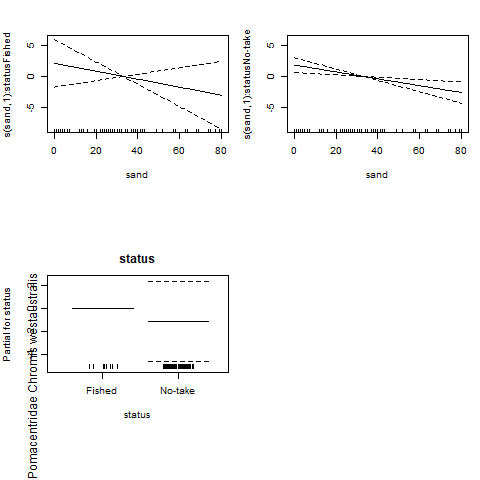 s(sand,1):statusFished
5
0
-5
0 20 40 60 80
sand
s(sand,1):statusNo-take
5
0
-5
0 20 40 60 80
sand
status
Partial for status
Pomacentridae Chromis westaustralis
Fished No-take
status